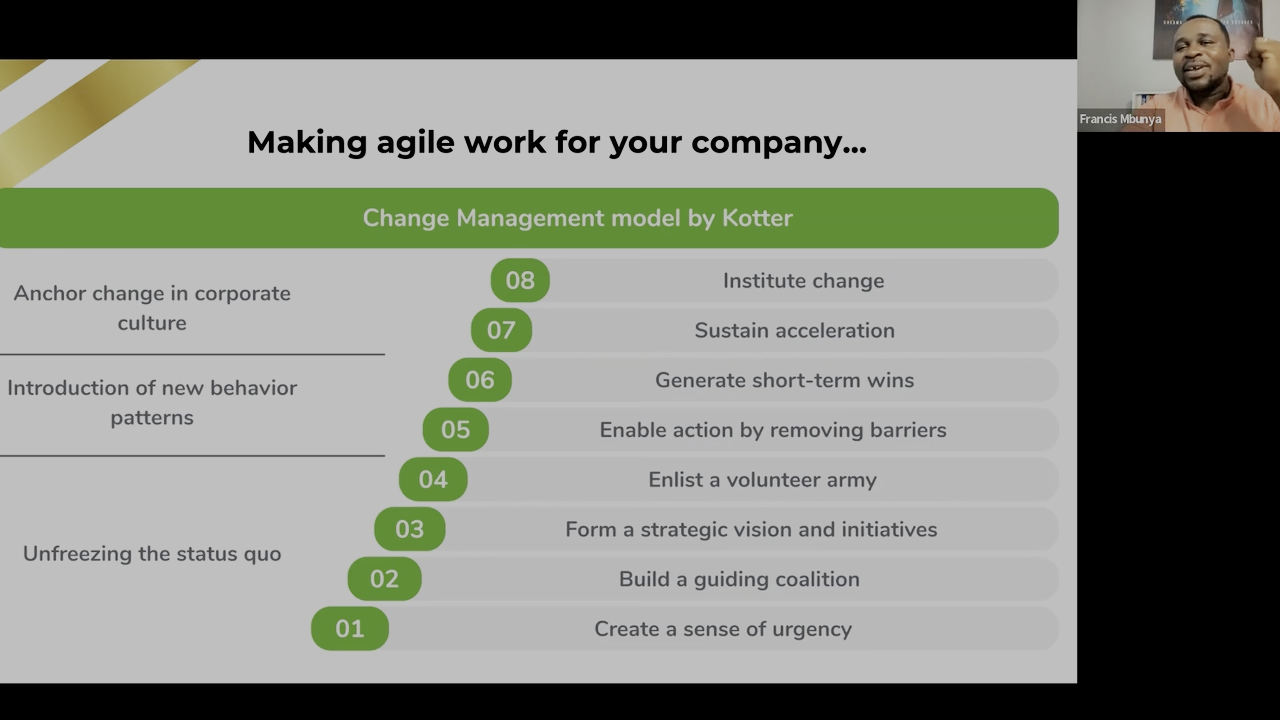 Making agile work for your company...
Change Management model by Kotter
Anchor change in corporate
culture
Introduction of new behavior
patterns
Unfreezing the status quo
08 Institute change
07 Sustain acceleration
06 Generate short-term wins
05 Enable action by removing barriers
04 Enlist a volunteer army
03 Form a strategic vision and initiatives
02 Build a guiding coalition
01 Create a sense of urgency
Francis Mbunya